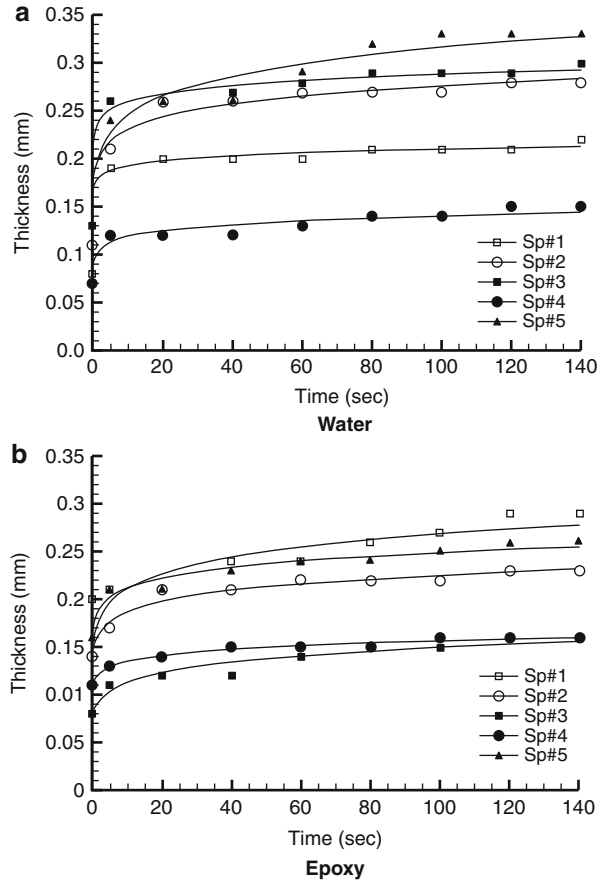 a
0.35
0.3
0.25
0.2
0.15
0.1
0.05
0.0
Thickness (mm)
Sp#1
Sp#2
Sp#3
Sp#4
Sp#5
0 20 40 60 80 100 120 140
Time (sec)
Water
b
0.35
0.3
0.25
0.2
0.15
0.01
0.05
0
Thickness (mm)
Sp#1
Sp#2
Sp#3
Sp#4
Sp#5
0 20 40 60 80 100 120 140
Time (sec)
Epoxy